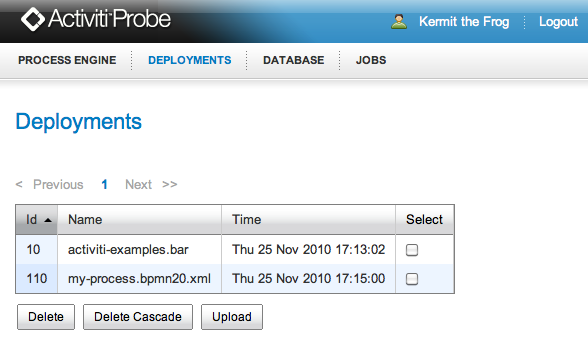 Activiti™Probe
Kermit the Frog Logout
PROCESS ENGINE DEPLOYMENTS DATABASE JOBS
Deployments
< Previous 1 Next >>
Id Name Time Select
10 activiti-examples.bar Thu 25 Nov 2010 17:13:02
110 my-process.bpmn20.xml Thu 25 Nov 2010 17:15:00
Delete Delete Cascade Upload